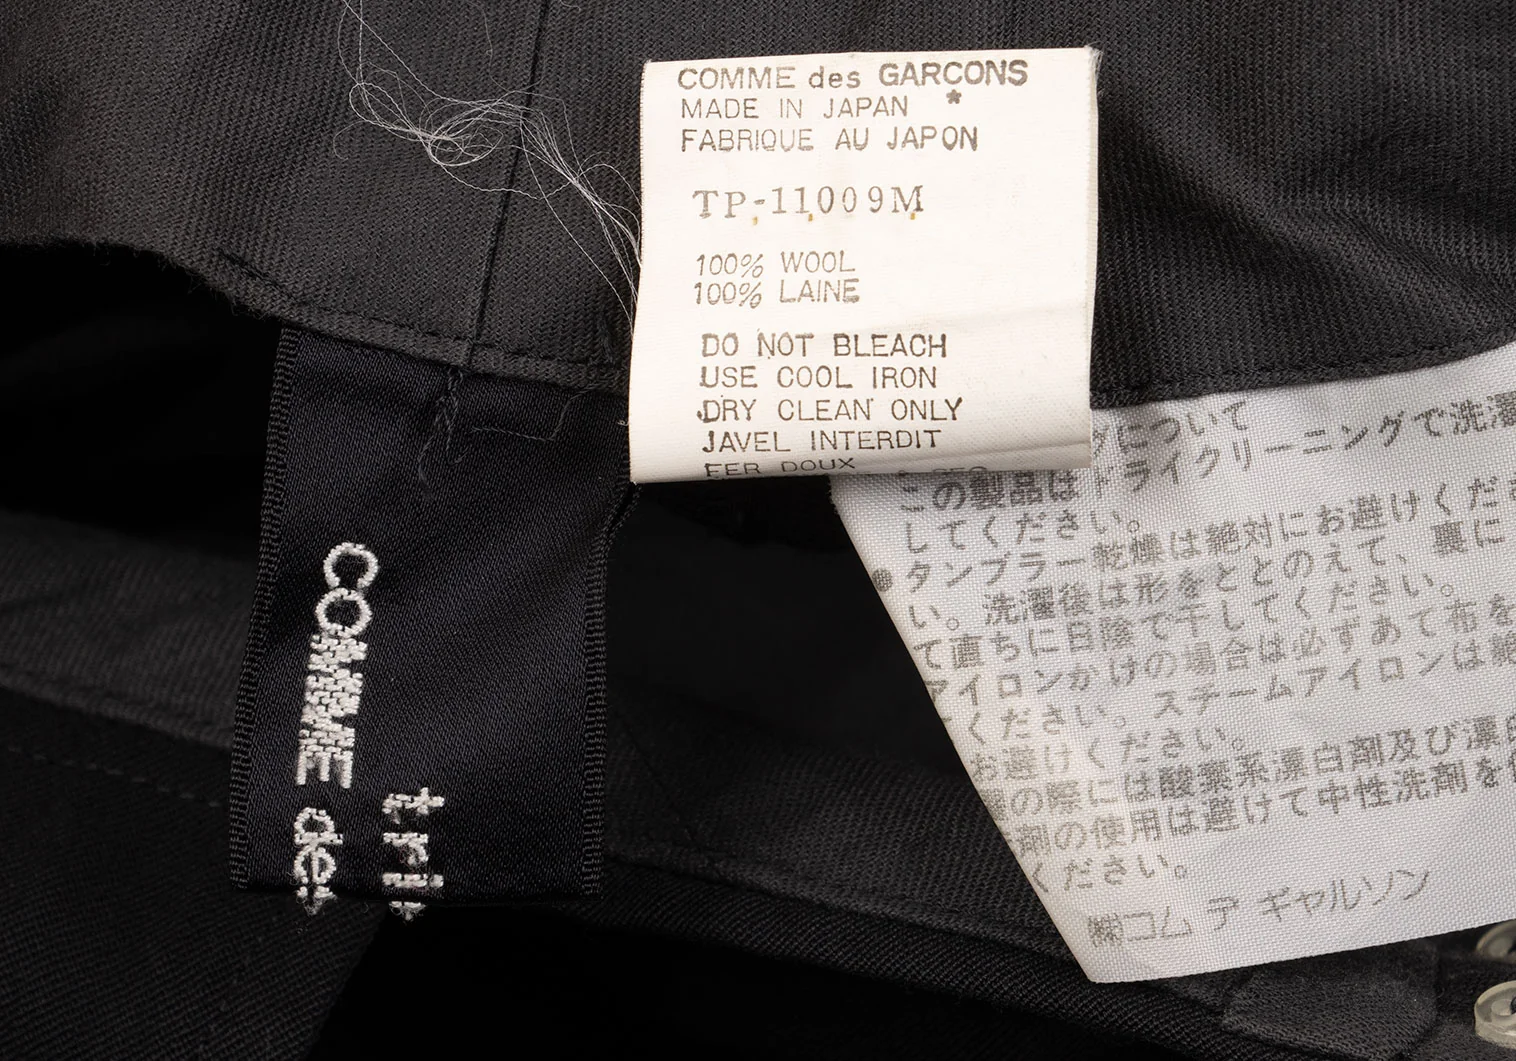 COMME des GARÇONS
MADE IN JAPAN *
FABRIQUE AU JAPON
TP-11009M
100% WOOL
100% LAINE
DO NOT BLEACH
USE COOL IRON
DRY CLEAN ONLY
JAVEL INTERDIT
FER DOUX
COMME des
tri
について
この製品はドライクリーニングで洗濯
してください。
●タンブラー乾燥は絶対にお避けくださ
い。洗濯後は形をととのえて、裏に
て直ちに日陰で干してください。
アイロンかけの場合は必ずあて布を
ください。スチームアイロンは絶
お避けください。
の際には酸素系漂白剤及び漂白
剤の使用は避けて中性洗剤を使
ください。
㈱コム デ ギャルソン